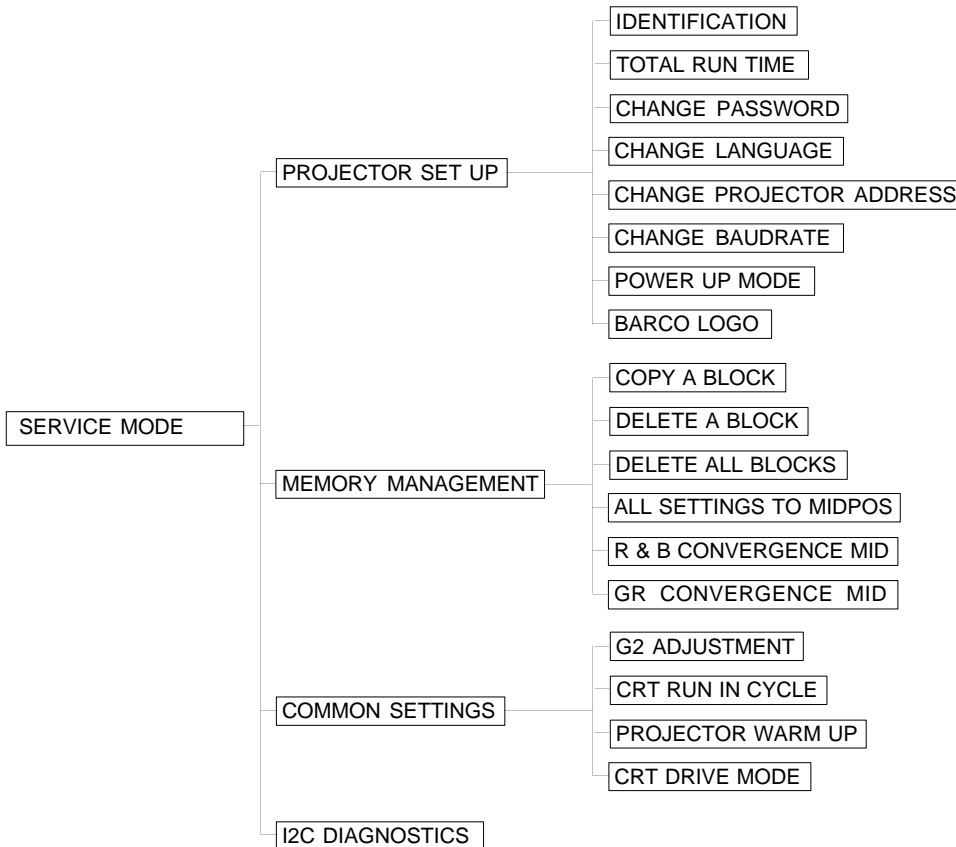 SERVICE MODE
PROJECTOR SET UP
IDENTIFICATION
TOTAL RUN TIME
CHANGE PASSWORD
CHANGE LANGUAGE
CHANGE PROJECTOR ADDRESS
CHANGE BAUDRATE
POWER UP MODE
BARCO LOGO
MEMORY MANAGEMENT
COPY A BLOCK
DELETE A BLOCK
DELETE ALL BLOCKS
ALL SETTINGS TO MIDPOS
R & B CONVERGENCE MID
GR CONVERGENCE MID
COMMON SETTINGS
G2 ADJUSTMENT
CRT RUN IN CYCLE
PROJECTOR WARM UP
CRT DRIVE MODE
I2C DIAGNOSTICS